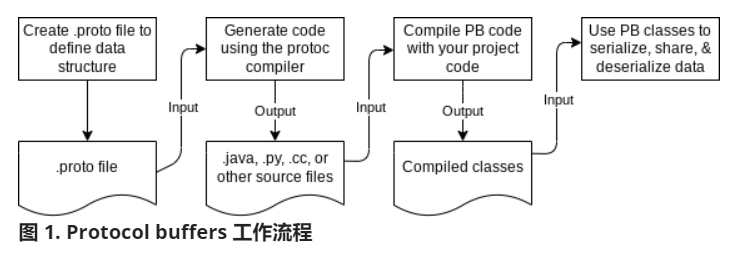 Create .proto file to
define data
structure
Generate code
using the protoc
compiler
Compile PB code
with your project
code
Use PB classes to
serialize, share, &
deserialize data
Input
Output
Input
Output
Input
.proto file
.java, .py, .cc, or
other source files
Compiled classes
图 1. Protocol buffers 工作流程